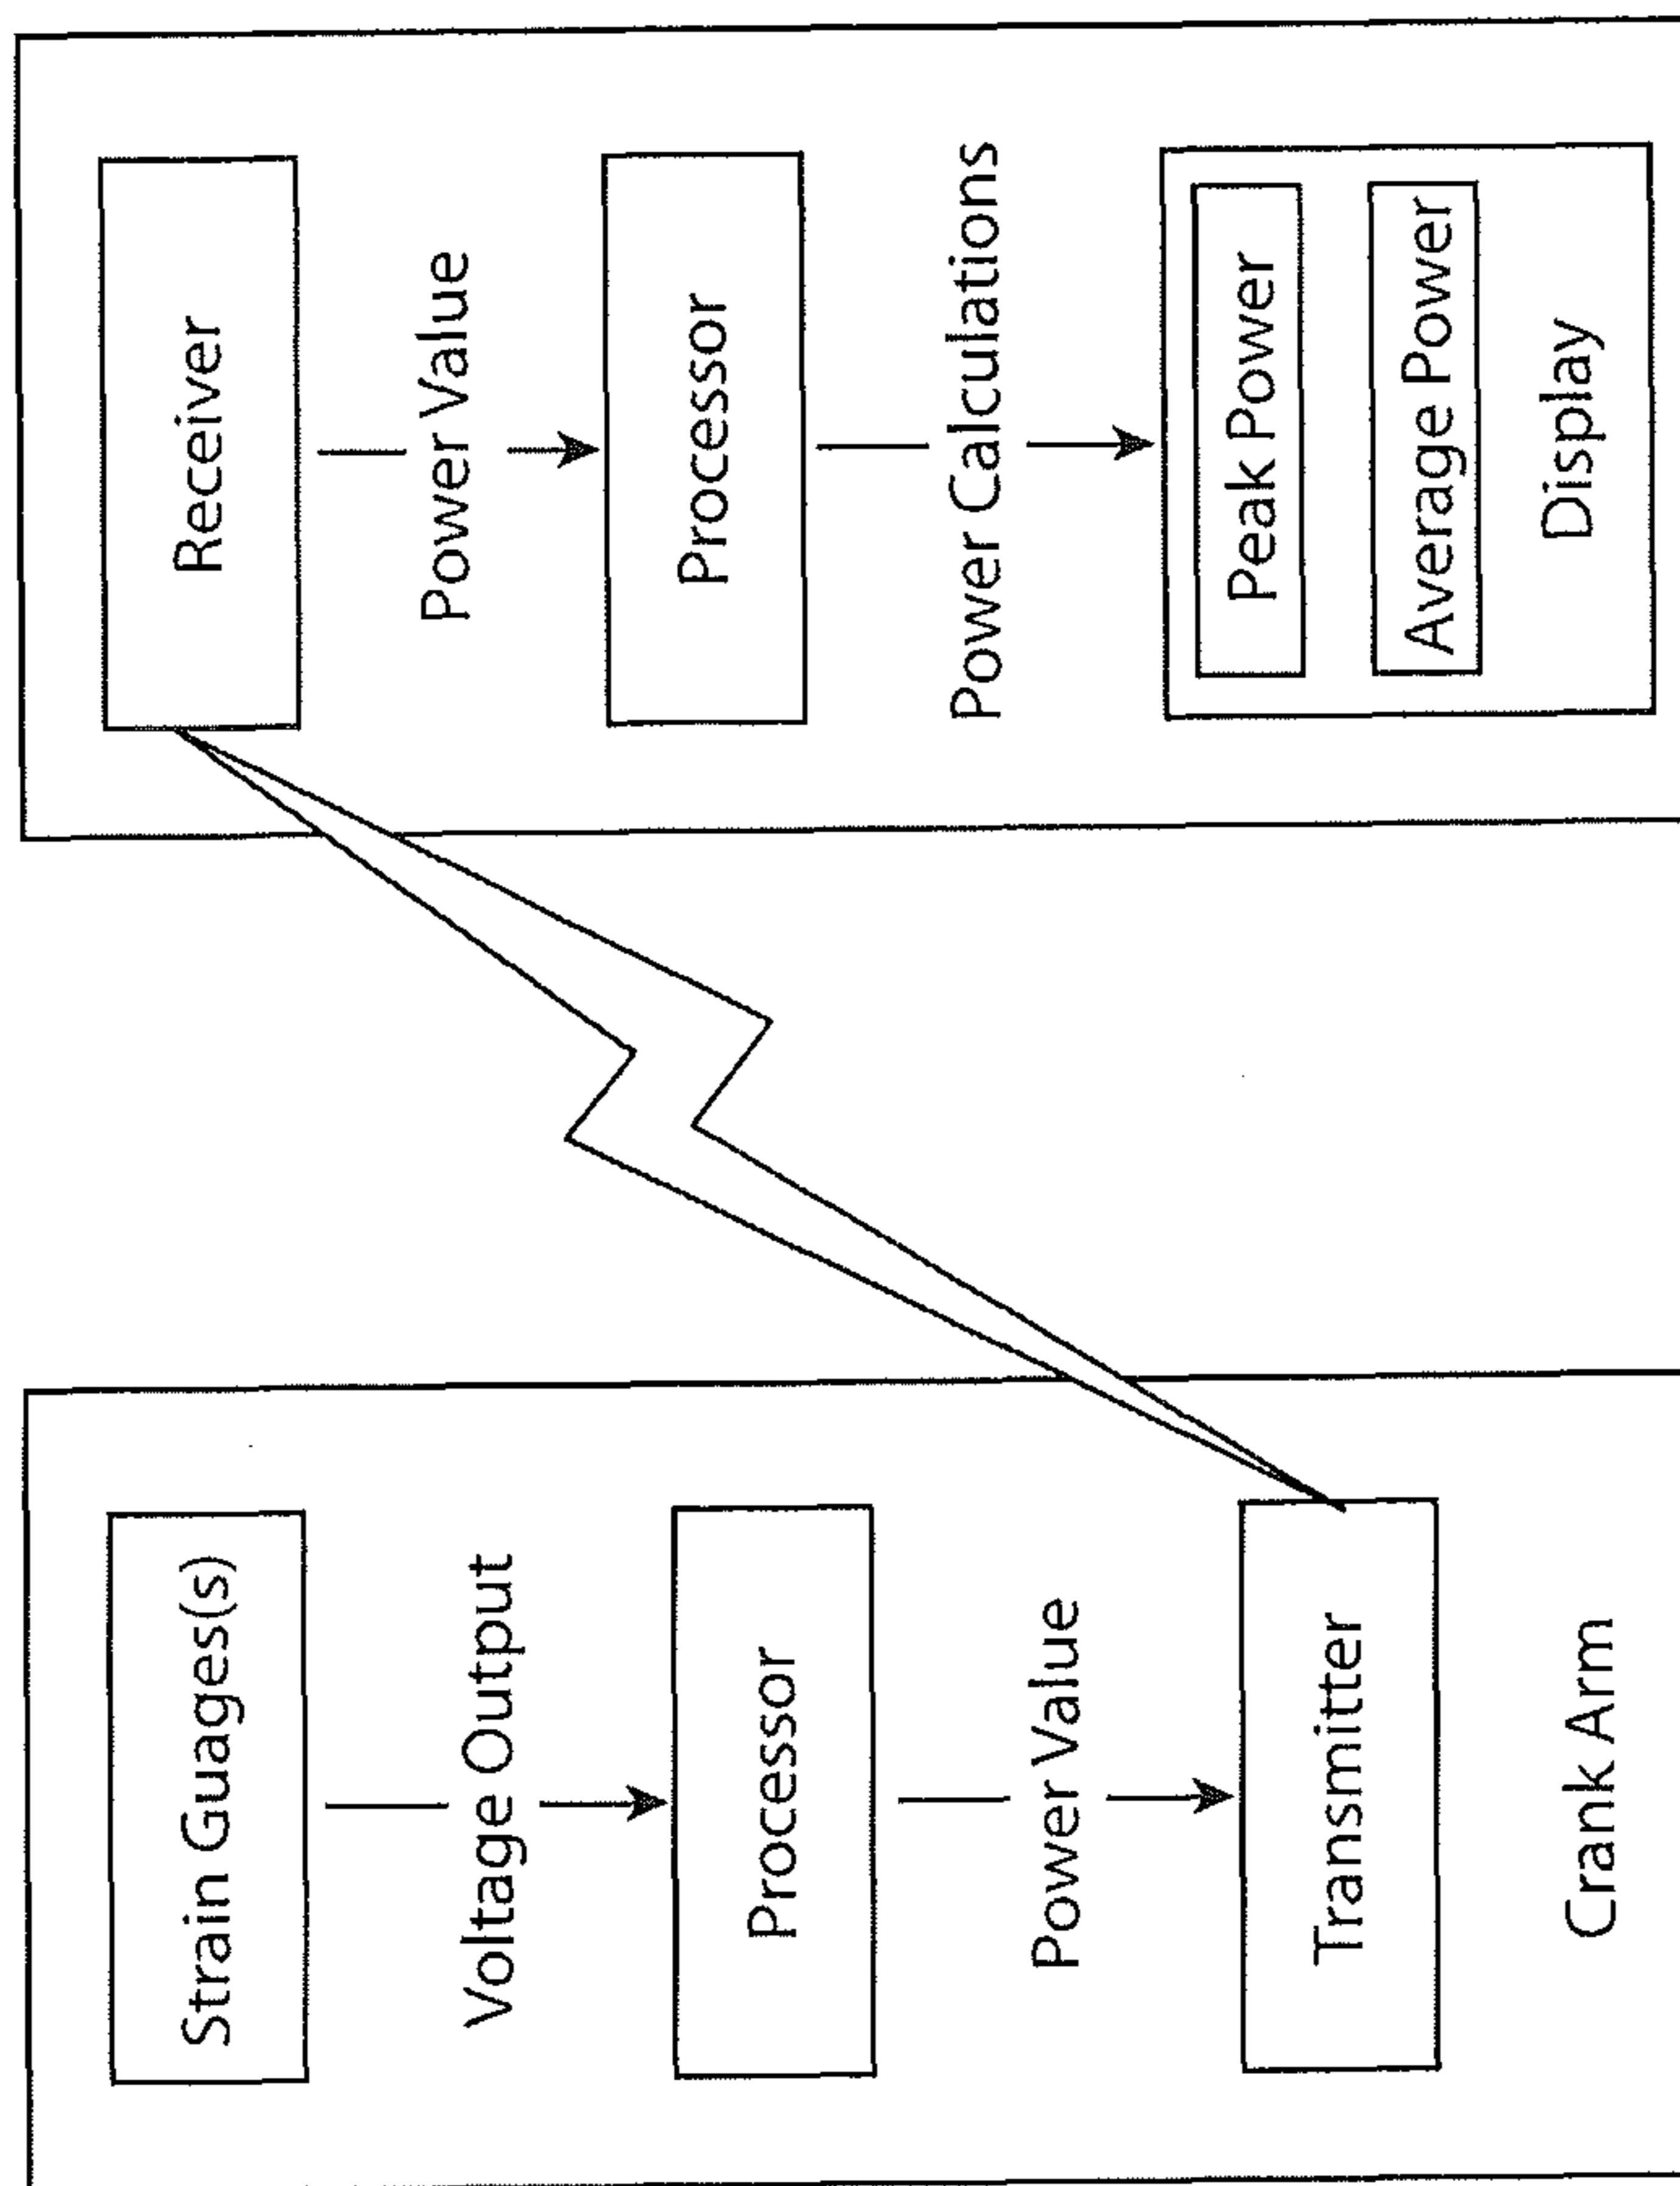 Strain Guages(s)
Voltage Output
Processor
Power Value
Transmitter
Crank Arm
Receiver
Power Value
Processor
Power Calculations
Peak Power
Average Power
Display